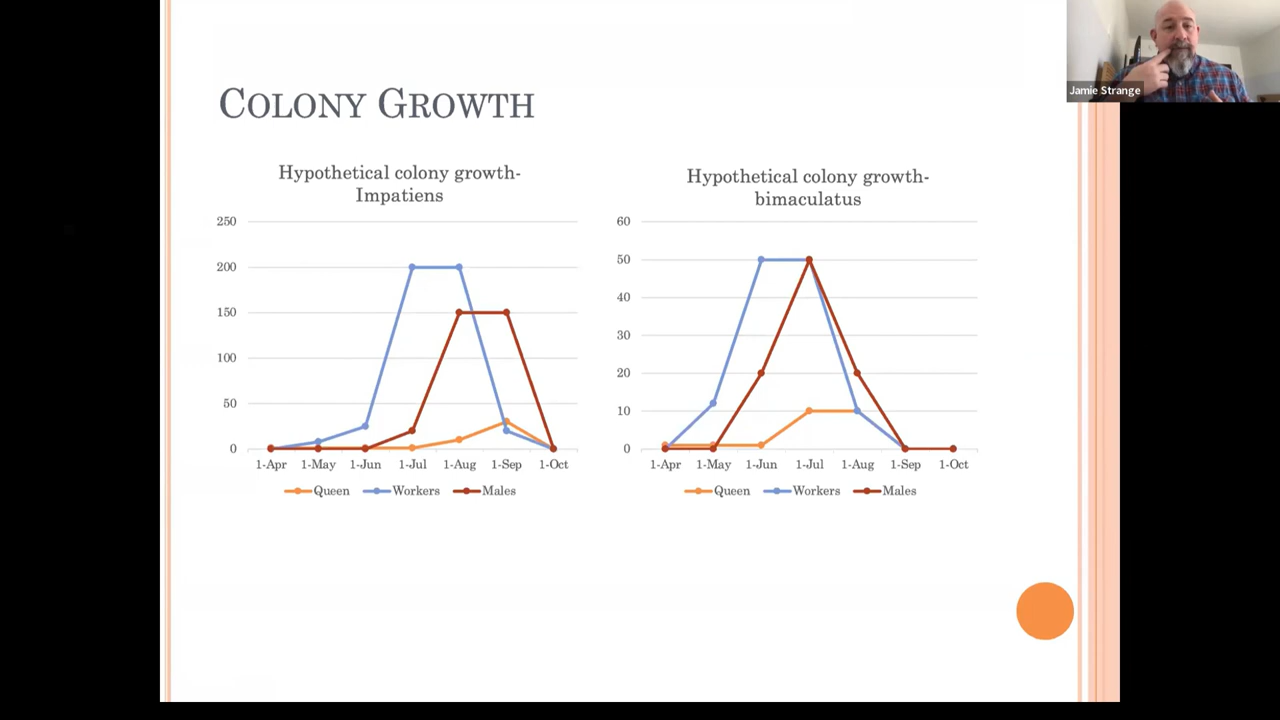 Jamie Strange
COLONY GROWTH
Hypothetical colony growth-
Impatiens
250
200
150
100
50
0
1-Apr 1-May 1-Jun 1-Jul 1-Aug 1-Sep 1-Oct
Queen Workers Males
Hypothetical colony growth-
bimaculatus
60
50
40
30
20
10
0
1-Apr 1-May 1-Jun 1-Jul 1-Aug 1-Sep 1-Oct
Queen Workers Males